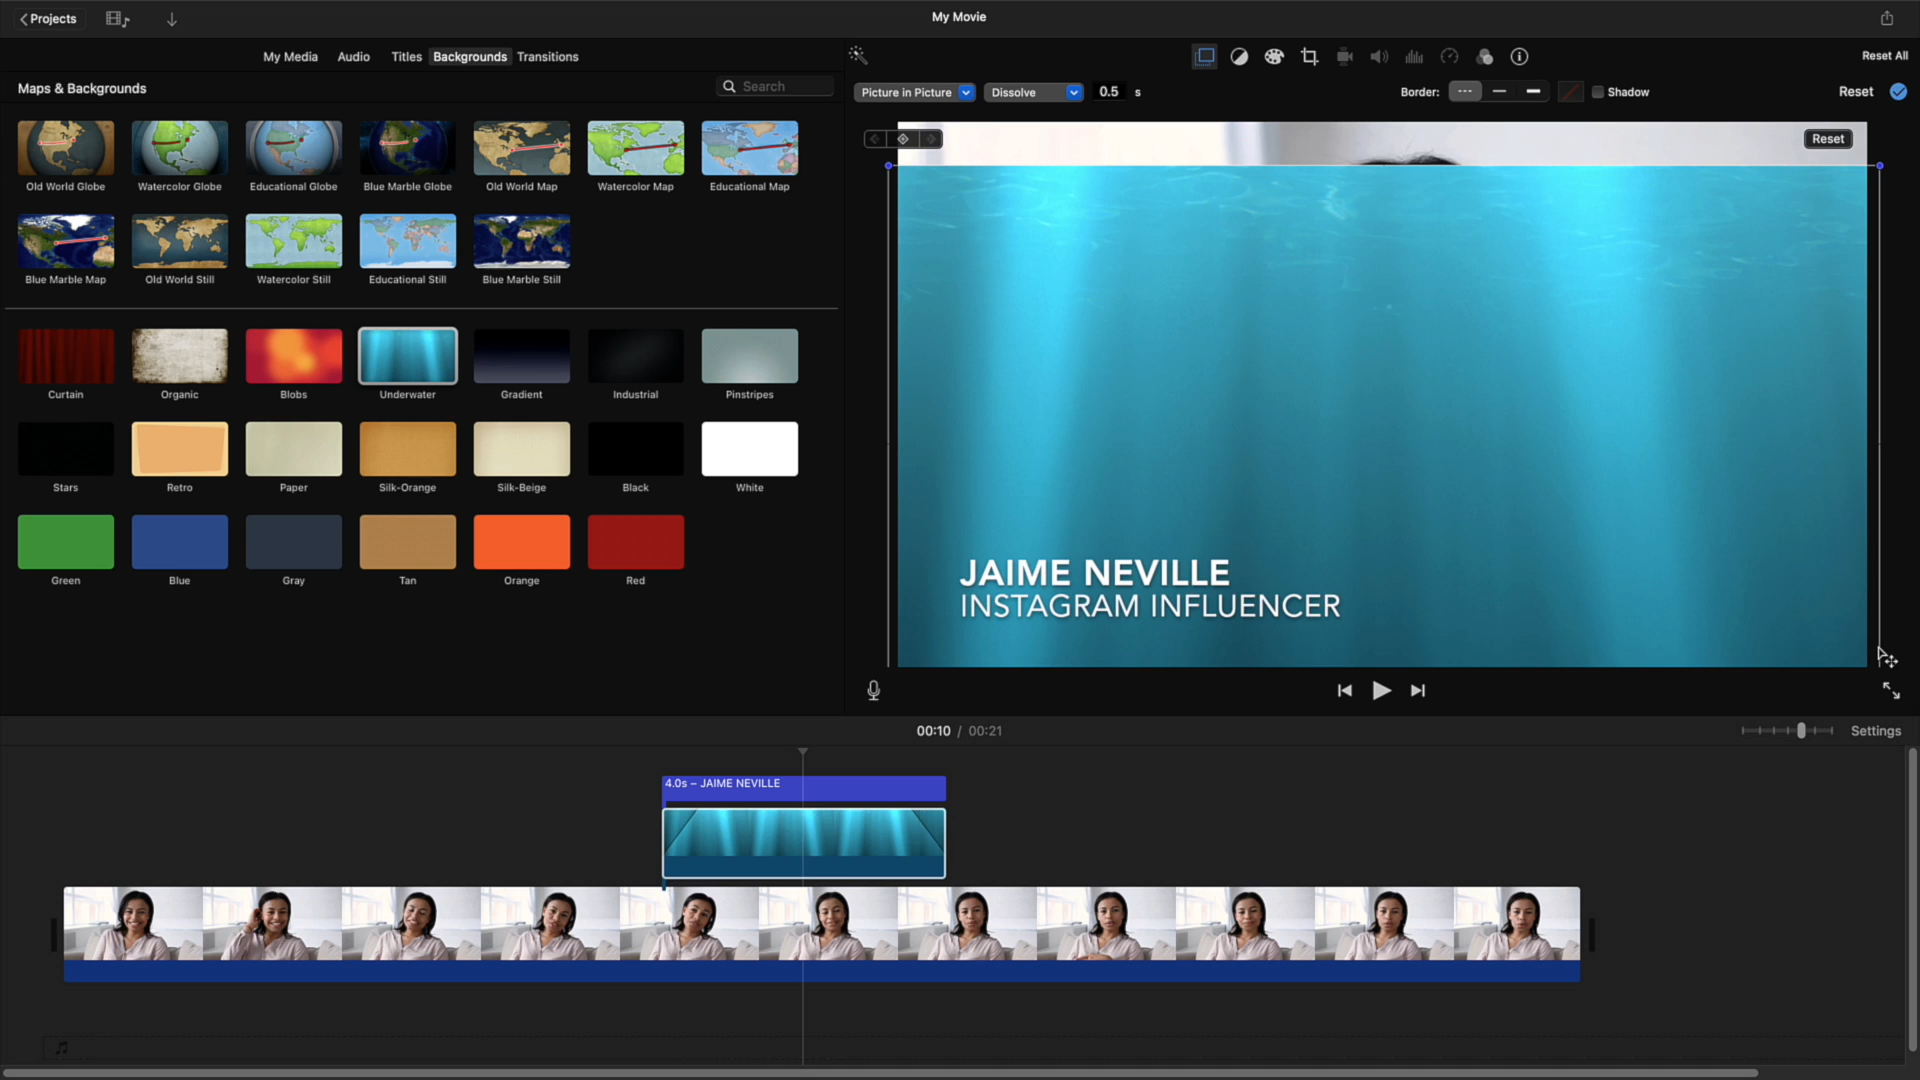 Projects
My Movie
My Media Audio Titles Backgrounds Transitions
Reset All
Maps & Backgrounds
Search
Picture in Picture Dissolve 0.5 s
Border: Shadow
Reset
Reset
Old World Globe Watercolor Globe Educational Globe Blue Marble Globe Old World Map Watercolor Map Educational Map
Blue Marble Map Old World Still Watercolor Still Educational Still Blue Marble Still
Curtain Organic Blobs Underwater Gradient Industrial Pinstripes
Stars Retro Paper Silk-Orange Silk-Beige Black White
Green Blue Gray Tan Orange Red
JAIME NEVILLE
INSTAGRAM INFLUENCER
00:10 / 00:21
Settings
4.0s – JAIME NEVILLE